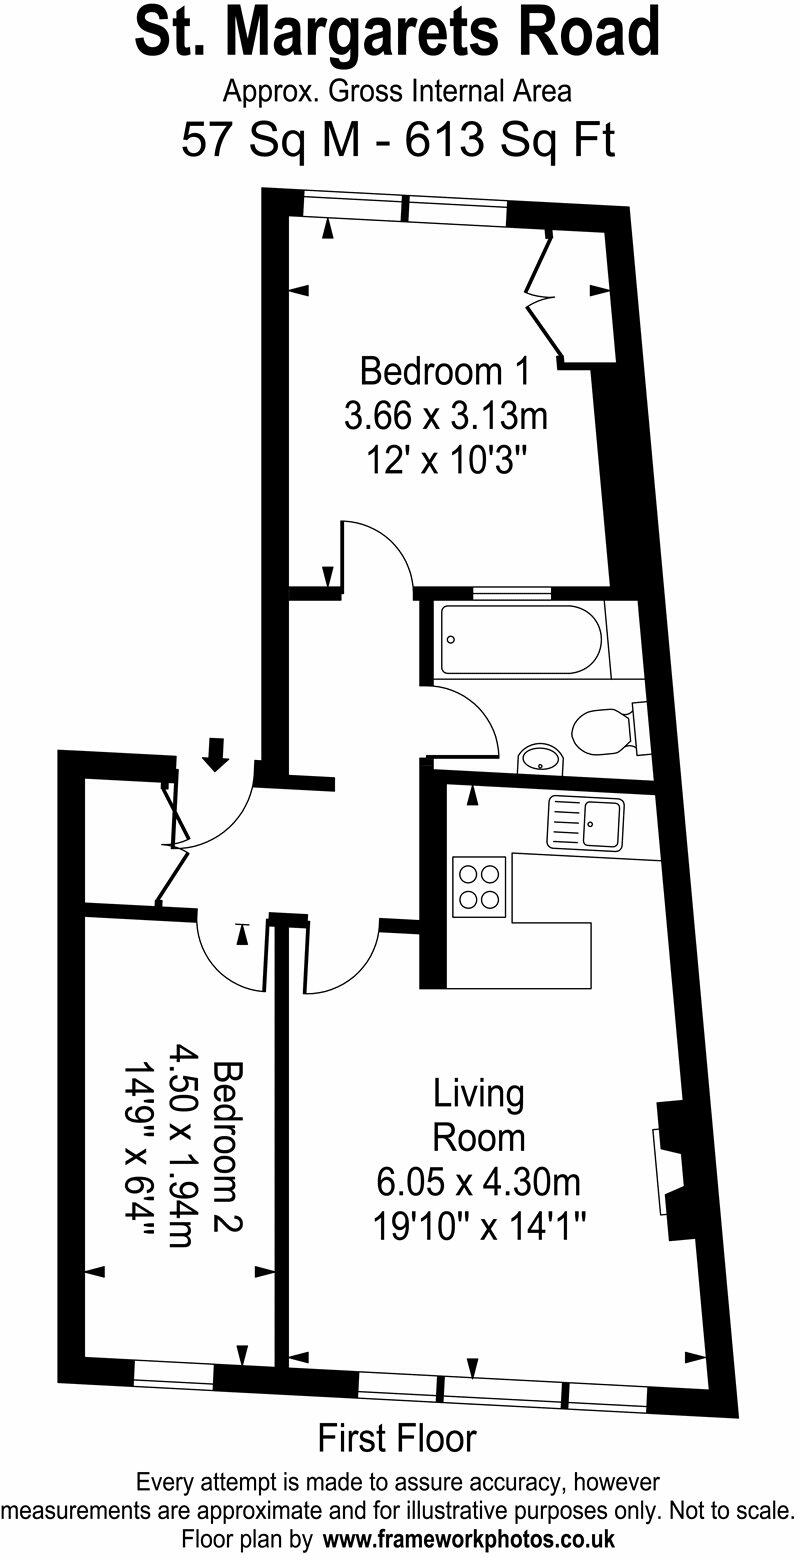 St. Margarets Road
Approx. Gross Internal Area
57 Sq M - 613 Sq Ft
Bedroom 1
3.66 x 3.13m
12' x 10'3"
Bedroom 2
4.50 x 1.94m
14'9" x 6'4"
Living
Room
6.05 x 4.30m
19'10" x 14'1"
First Floor
Every attempt is made to assure accuracy, however
measurements are approximate and for illustrative purposes only. Not to scale.
Floor plan by www.frameworkphotos.co.uk